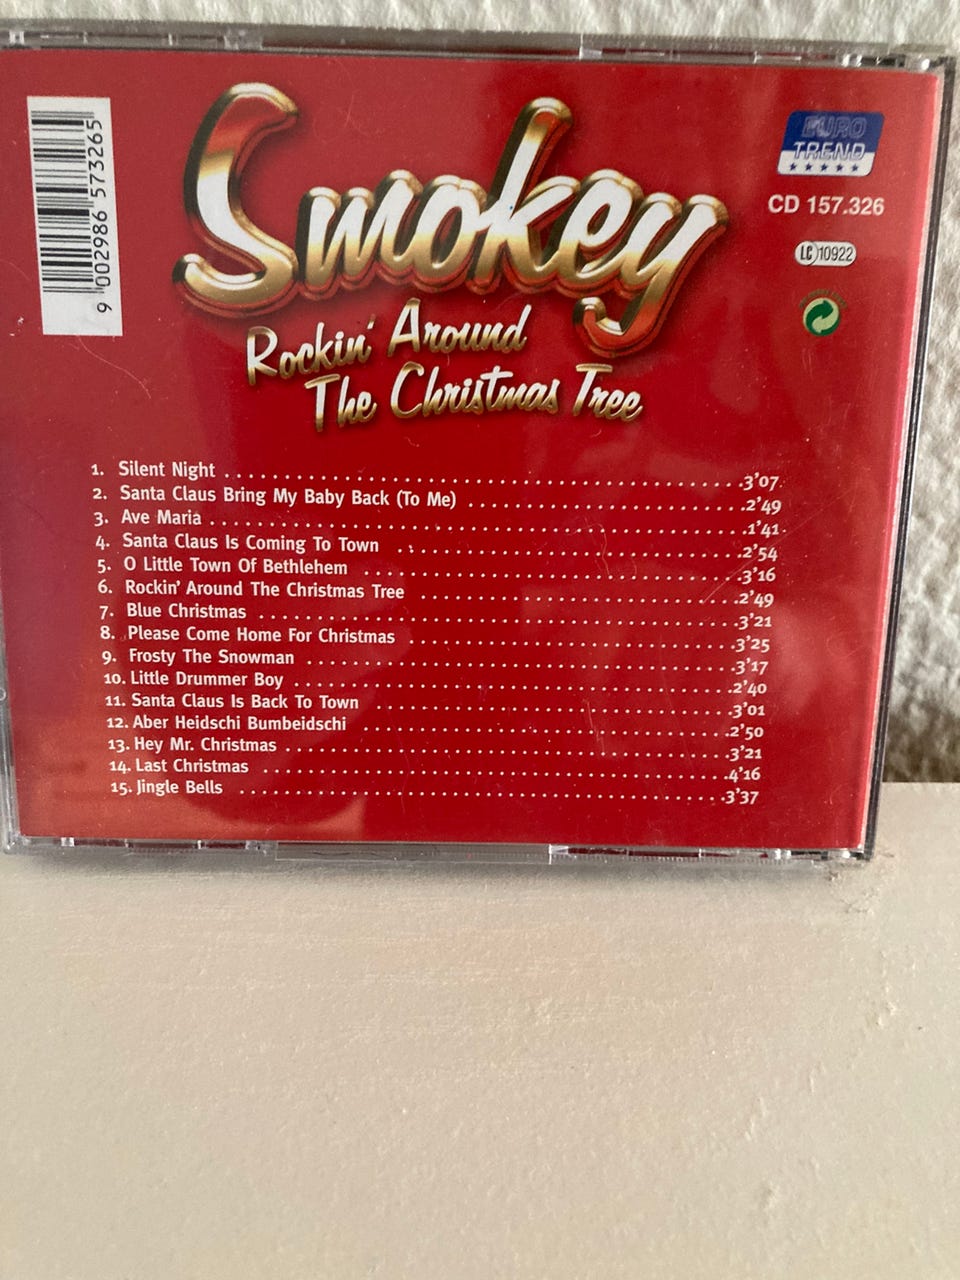 Smokey
Rockin' Around
The Christmas Tree
EURO
TREND
CD 157.326
LC 10922
9 002986 573265
1. Silent Night 3'07
2. Santa Claus Bring My Baby Back (To Me) 2'49
3. Ave Maria 1'41
4. Santa Claus Is Coming To Town 2'54
5. O Little Town Of Bethlehem 3'16
6. Rockin' Around The Christmas Tree 2'49
7. Blue Christmas 3'21
8. Please Come Home For Christmas 3'25
9. Frosty The Snowman 3'17
10. Little Drummer Boy 2'40
11. Santa Claus Is Back To Town 3'01
12. Aber Heidschi Bumbeidschi 2'50
13. Hey Mr. Christmas 3'21
14. Last Christmas 4'16
15. Jingle Bells 3'37